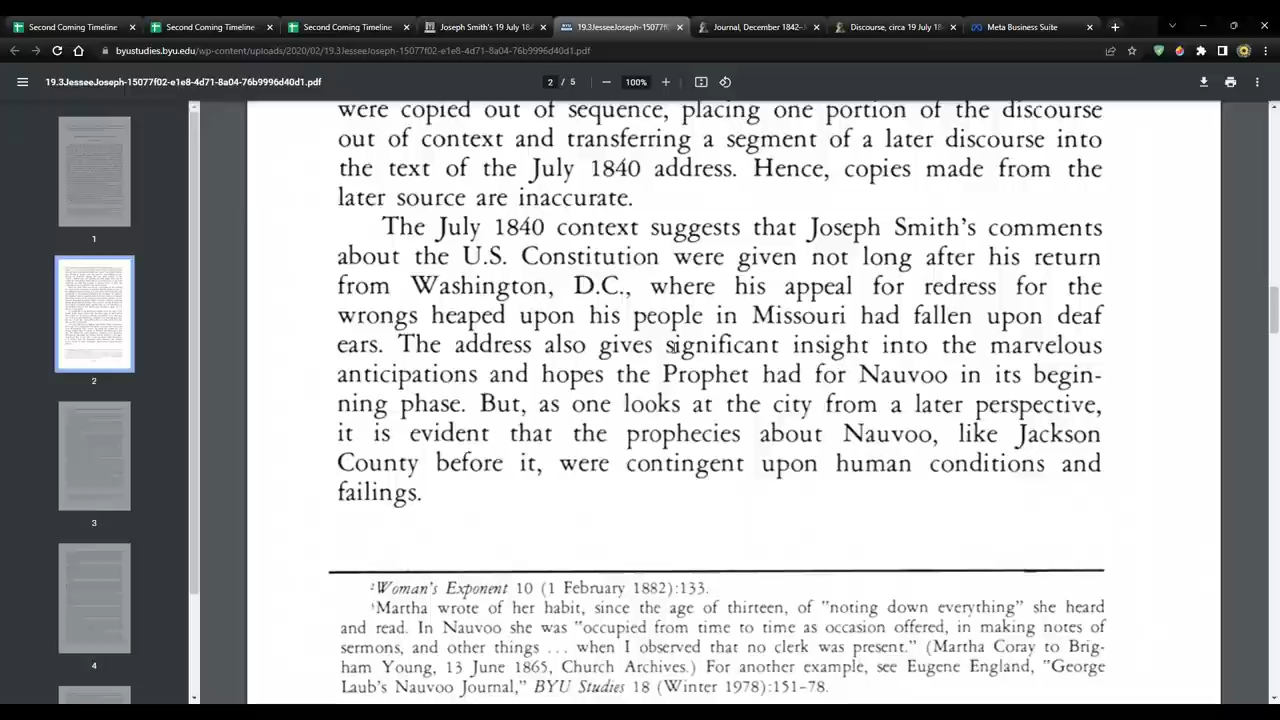 Second Coming Timeline
Second Coming Timeline
Second Coming Timeline
Joseph Smith's 19 July 184
19.3JesseeJoseph-15077f02-
Journal, December 1842–
Discourse, circa 19 July 18
Meta Business Suite
byustudies.byu.edu/wp-content/uploads/2020/02/19.3JesseeJoseph-15077f02-e1e8-4d71-8a04-76b9996d40d1.pdf
19.3JesseeJoseph-15077f02-e1e8-4d71-8a04-76b9996d40d1.pdf
2 / 5
100%
1
2
3
4
were copied out of sequence, placing one portion of the discourse
out of context and transferring a segment of a later discourse into
the text of the July 1840 address. Hence, copies made from the
later source are inaccurate.
The July 1840 context suggests that Joseph Smith's comments
about the U.S. Constitution were given not long after his return
from Washington, D.C., where his appeal for redress for the
wrongs heaped upon his people in Missouri had fallen upon deaf
ears. The address also gives significant insight into the marvelous
anticipations and hopes the Prophet had for Nauvoo in its begin-
ning phase. But, as one looks at the city from a later perspective,
it is evident that the prophecies about Nauvoo, like Jackson
County before it, were contingent upon human conditions and
failings.
Woman's Exponent 10 (1 February 1882):133.
Martha wrote of her habit, since the age of thirteen, of "noting down everything" she heard
and read. In Nauvoo she was "occupied from time to time as occasion offered, in making notes of
sermons, and other things ... when I observed that no clerk was present." (Martha Coray to Brig-
ham Young, 13 June 1865, Church Archives.) For another example, see Eugene England, "George
Laub's Nauvoo Journal," BYU Studies 18 (Winter 1978):151–78.